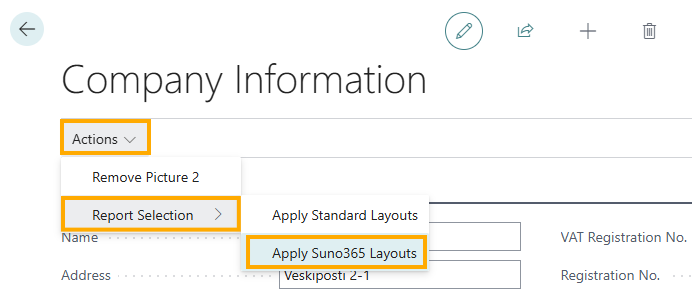 Company Information
Actions
Remove Picture 2
Report Selection
Apply Standard Layouts
Name
VAT Registration No.
Apply Suno365 Layouts
Address
Veskiposti 2-1
Registration No.